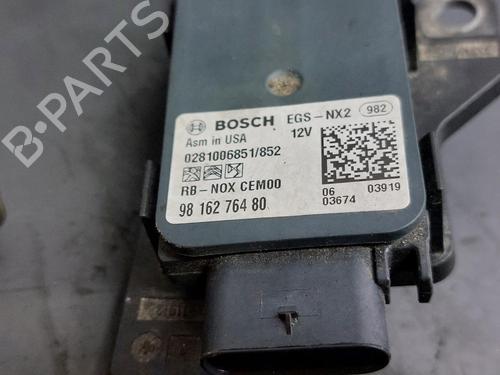 B-PARTS
BOSCH EGS-NX2 982
Asm in USA 12V
0281006851/852
RB-NOX CEM00
98 162 764 80
06 03919
03674